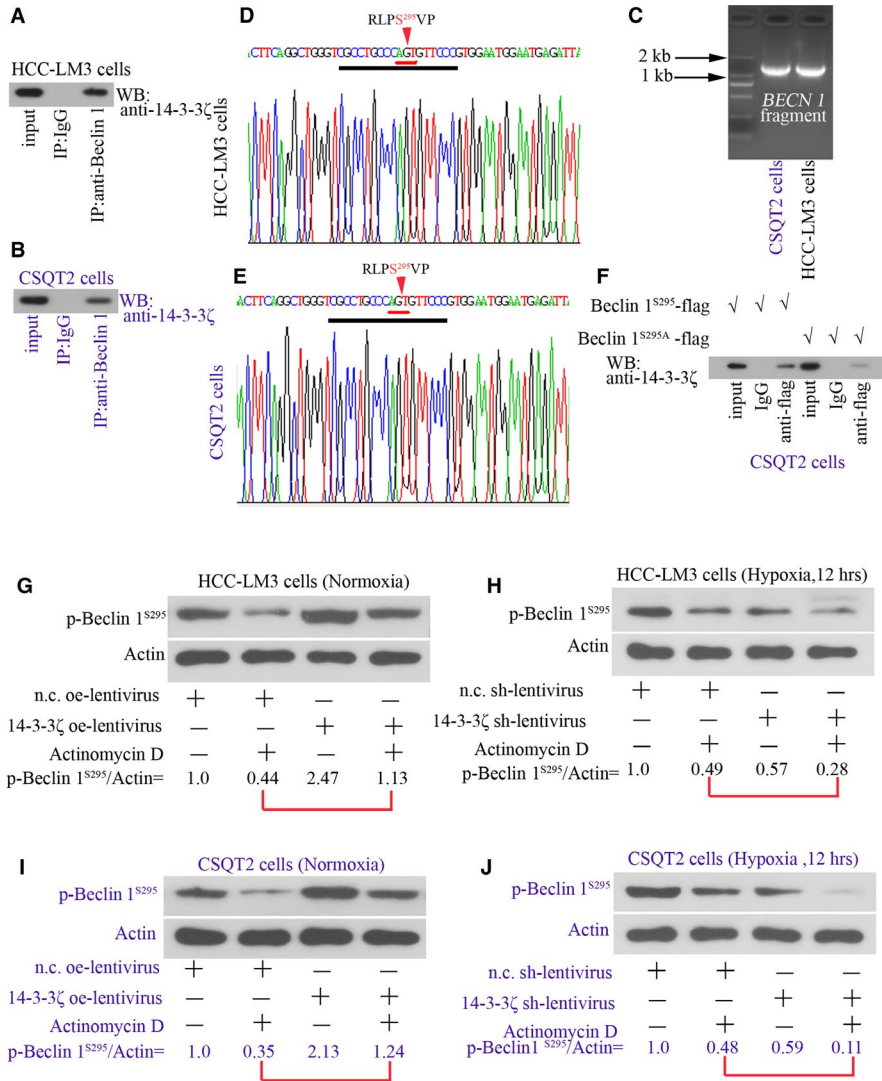 A
HCC-LM3 cells
WB:
anti-14-3-3ζ
input
IP:IgG
IP:anti-Beclin 1
B
CSQT2 cells
WB:
anti-14-3-3ζ
input
IP:IgG
IP:anti-Beclin 1
D
RLPS²⁹⁵VP
ACTTCAGGCTGGGTCGCCTGCCCAGTGTTCCCGTGGAATGGAATGAGATTA
HCC-LM3 cells
E
RLPS²⁹⁵VP
ACTTCAGGCTGGGTCGCCTGCCCAGTGTTCCCGTGGAATGGAATGAGATTA
CSQT2 cells
C
2 kb
1 kb
BECN 1
fragment
CSQT2 cells
HCC-LM3 cells
F
Beclin 1ˢ²⁹⁵-flag √ √ √
Beclin 1ˢ²⁹⁵ᴬ -flag √ √ √
WB:
anti-14-3-3ζ
input
IgG
anti-flag
input
IgG
anti-flag
CSQT2 cells
G
HCC-LM3 cells (Normoxia)
p-Beclin 1ˢ²⁹⁵
Actin
n.c. oe-lentivirus + + — —
14-3-3ζ oe-lentivirus — — + +
Actinomycin D — + — +
p-Beclin 1ˢ²⁹⁵/Actin= 1.0 0.44 2.47 1.13
H
HCC-LM3 cells (Hypoxia,12 hrs)
p-Beclin 1ˢ²⁹⁵
Actin
n.c. sh-lentivirus + + — —
14-3-3ζ sh-lentivirus — — + +
Actinomycin D — + — +
p-Beclin 1ˢ²⁹⁵/Actin= 1.0 0.49 0.57 0.28
I
CSQT2 cells (Normoxia)
p-Beclin 1ˢ²⁹⁵
Actin
n.c. oe-lentivirus + + — —
14-3-3ζ oe-lentivirus — — + +
Actinomycin D — + — +
p-Beclin 1ˢ²⁹⁵/Actin= 1.0 0.35 2.13 1.24
J
CSQT2 cells (Hypoxia ,12 hrs)
p-Beclin 1ˢ²⁹⁵
Actin
n.c. sh-lentivirus + + — —
14-3-3ζ sh-lentivirus — — + +
Actinomycin D — + — +
p-Beclin1 ˢ²⁹⁵/Actin= 1.0 0.48 0.59 0.11